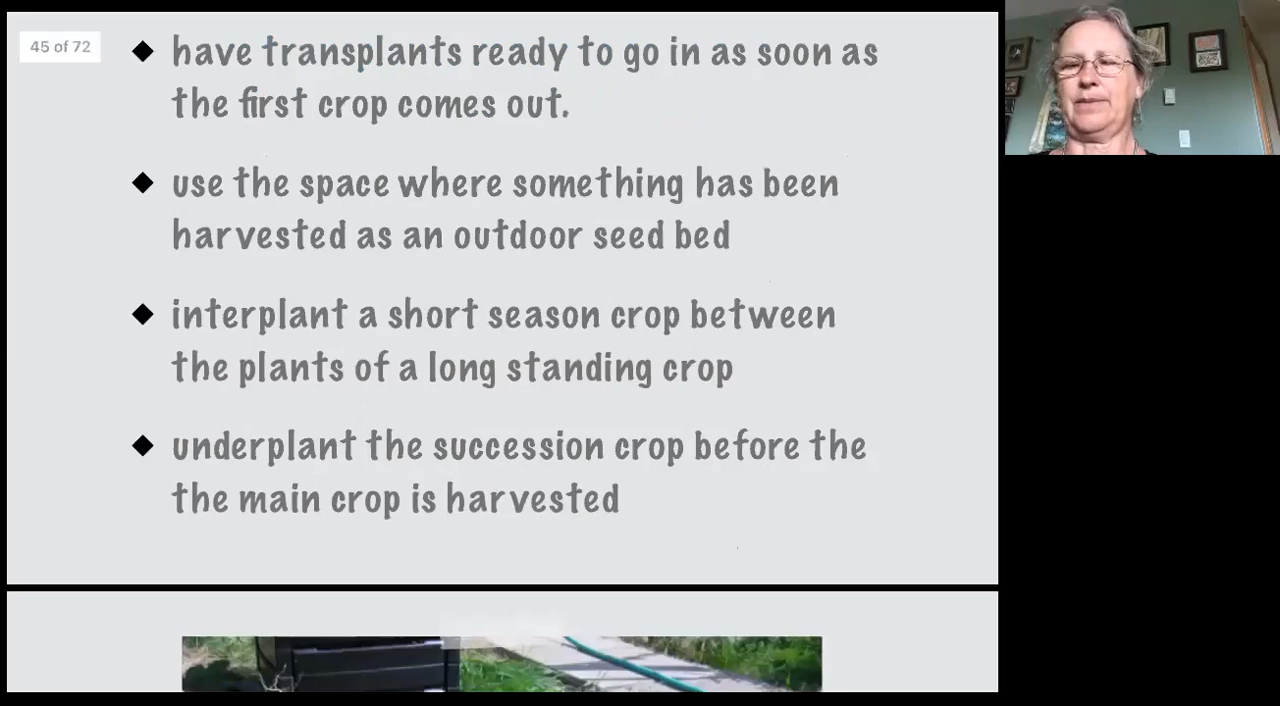 45 of 72
◆ have transplants ready to go in as soon as
the first crop comes out.
◆ use the space where something has been
harvested as an outdoor seed bed
◆ interplant a short season crop between
the plants of a long standing crop
◆ underplant the succession crop before the
the main crop is harvested